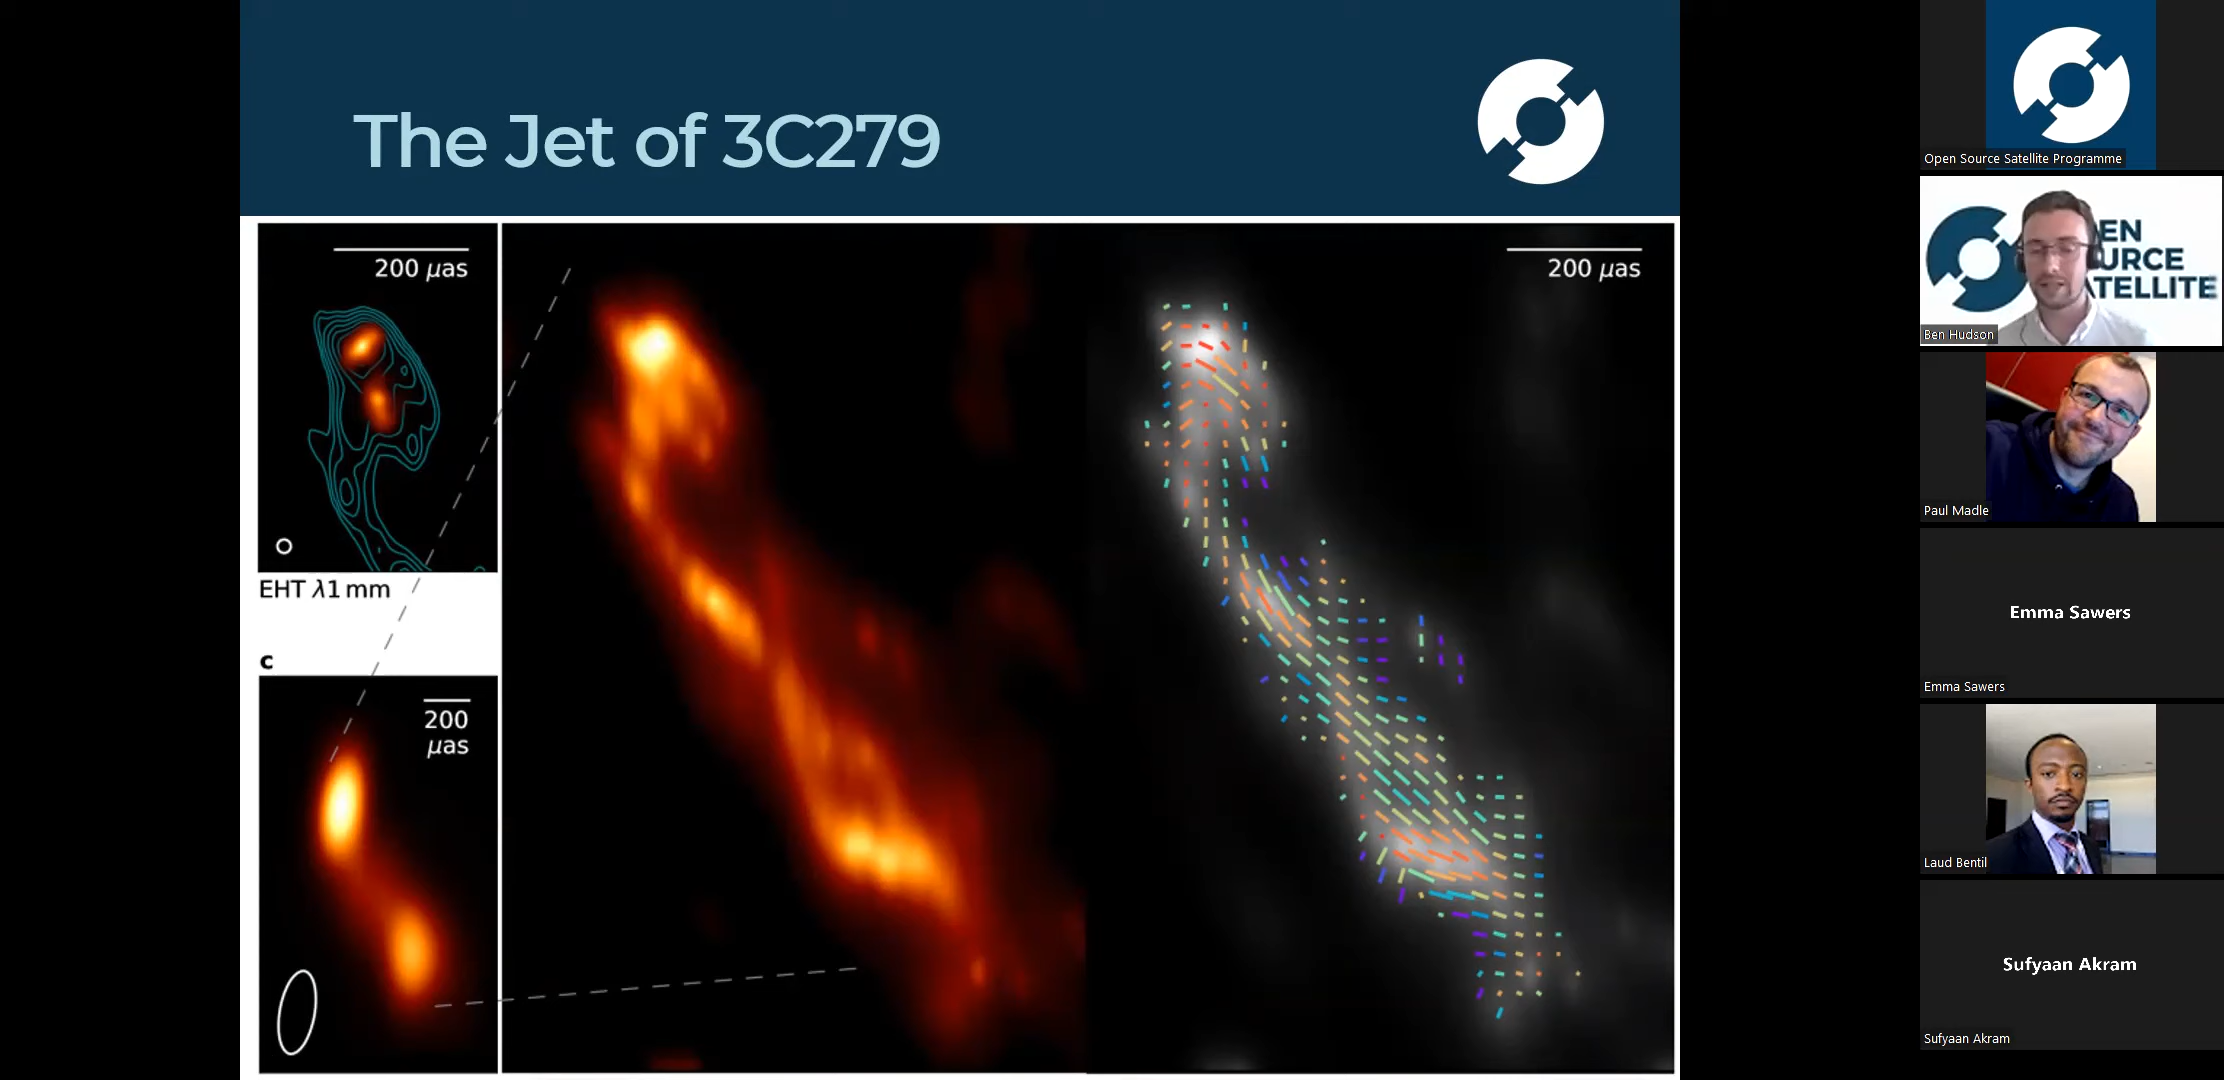 The Jet of 3C279
200 μas
EHT λ1 mm
c
200
μas
200 μas
Open Source Satellite Programme
EN
URCE
ATELLITE
Ben Hudson
Paul Madle
Emma Sawers
Emma Sawers
Laud Bentil
Sufyaan Akram
Sufyaan Akram